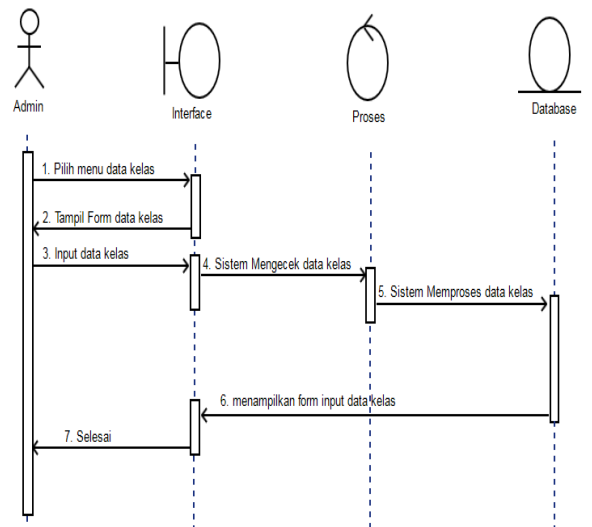 Admin
Interface
Proses
Database
1. Pilih menu data kelas
2. Tampil Form data kelas
3. Input data kelas
4. Sistem Mengecek data kelas
5. Sistem Memproses data kelas
6. menampilkan form input data kelas
7. Selesai